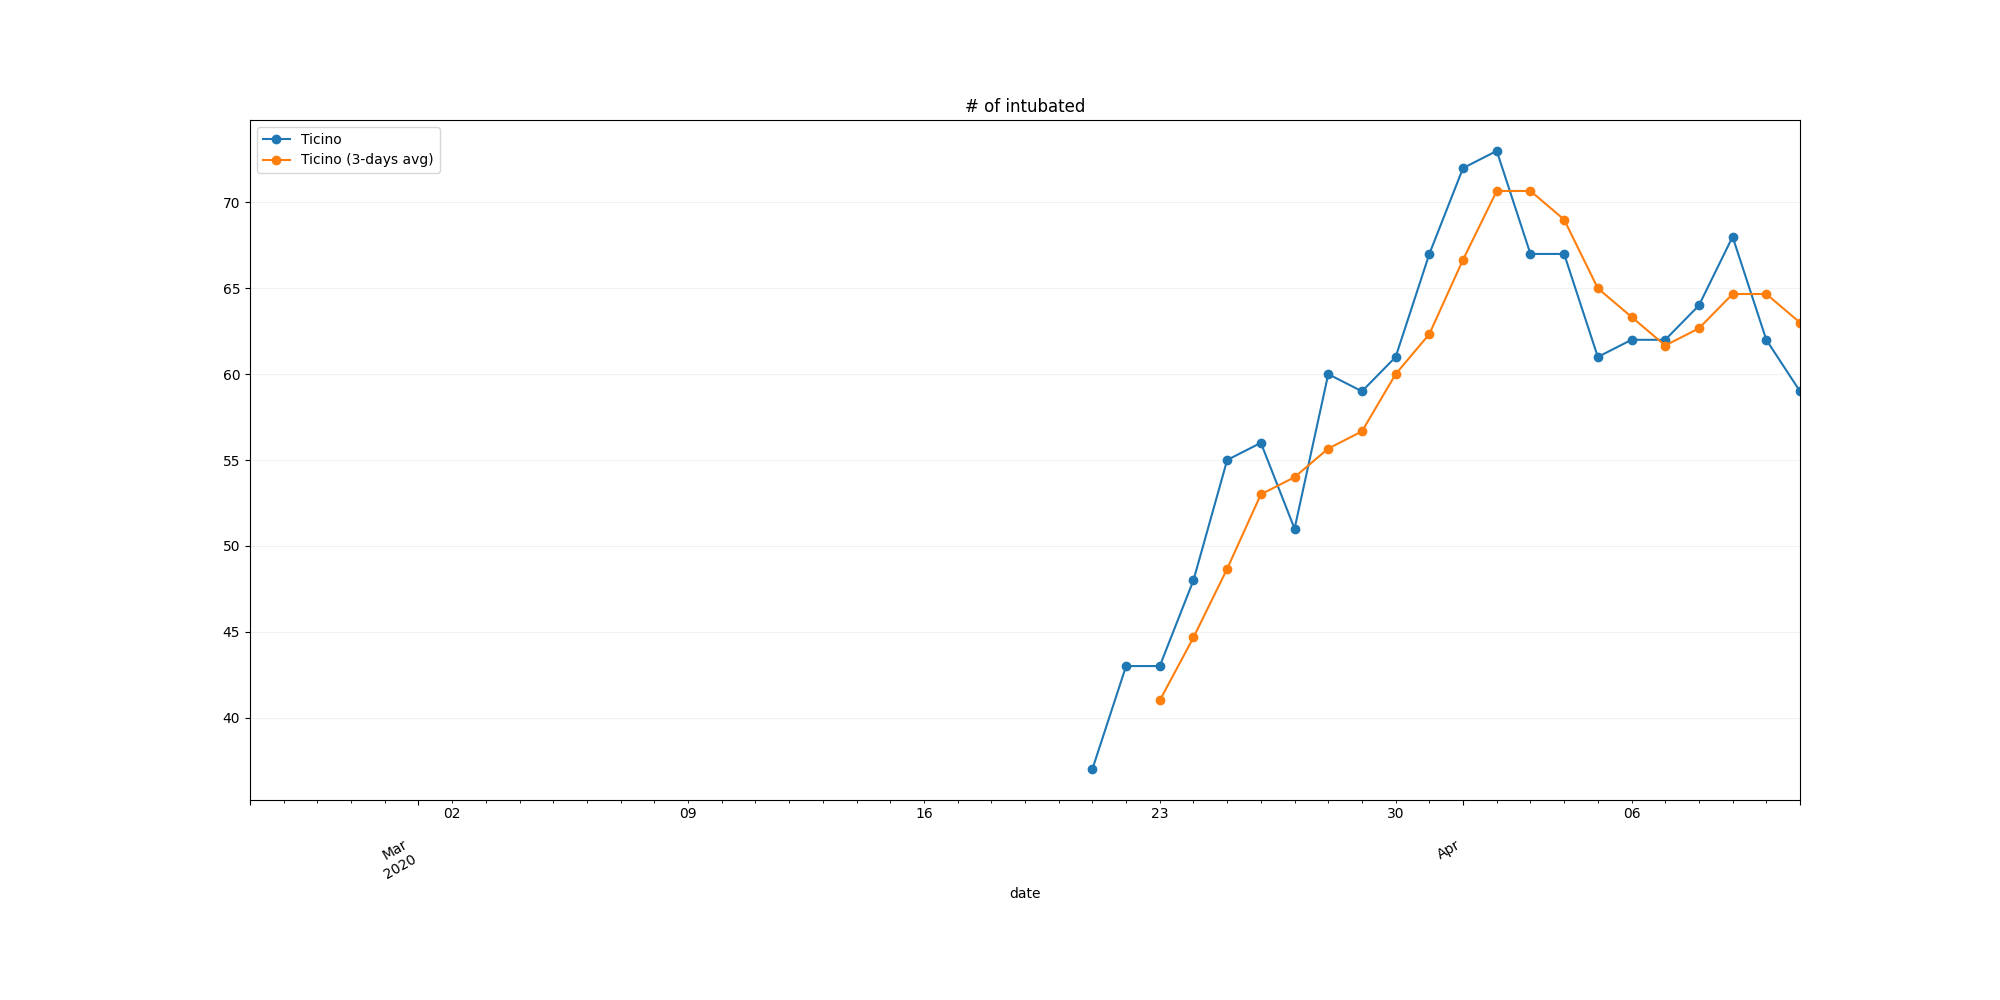 # of intubated
Ticino
Ticino (3-days avg)
70
65
60
55
50
45
40
02 09 16 23 30 06
Mar Apr
2020
date